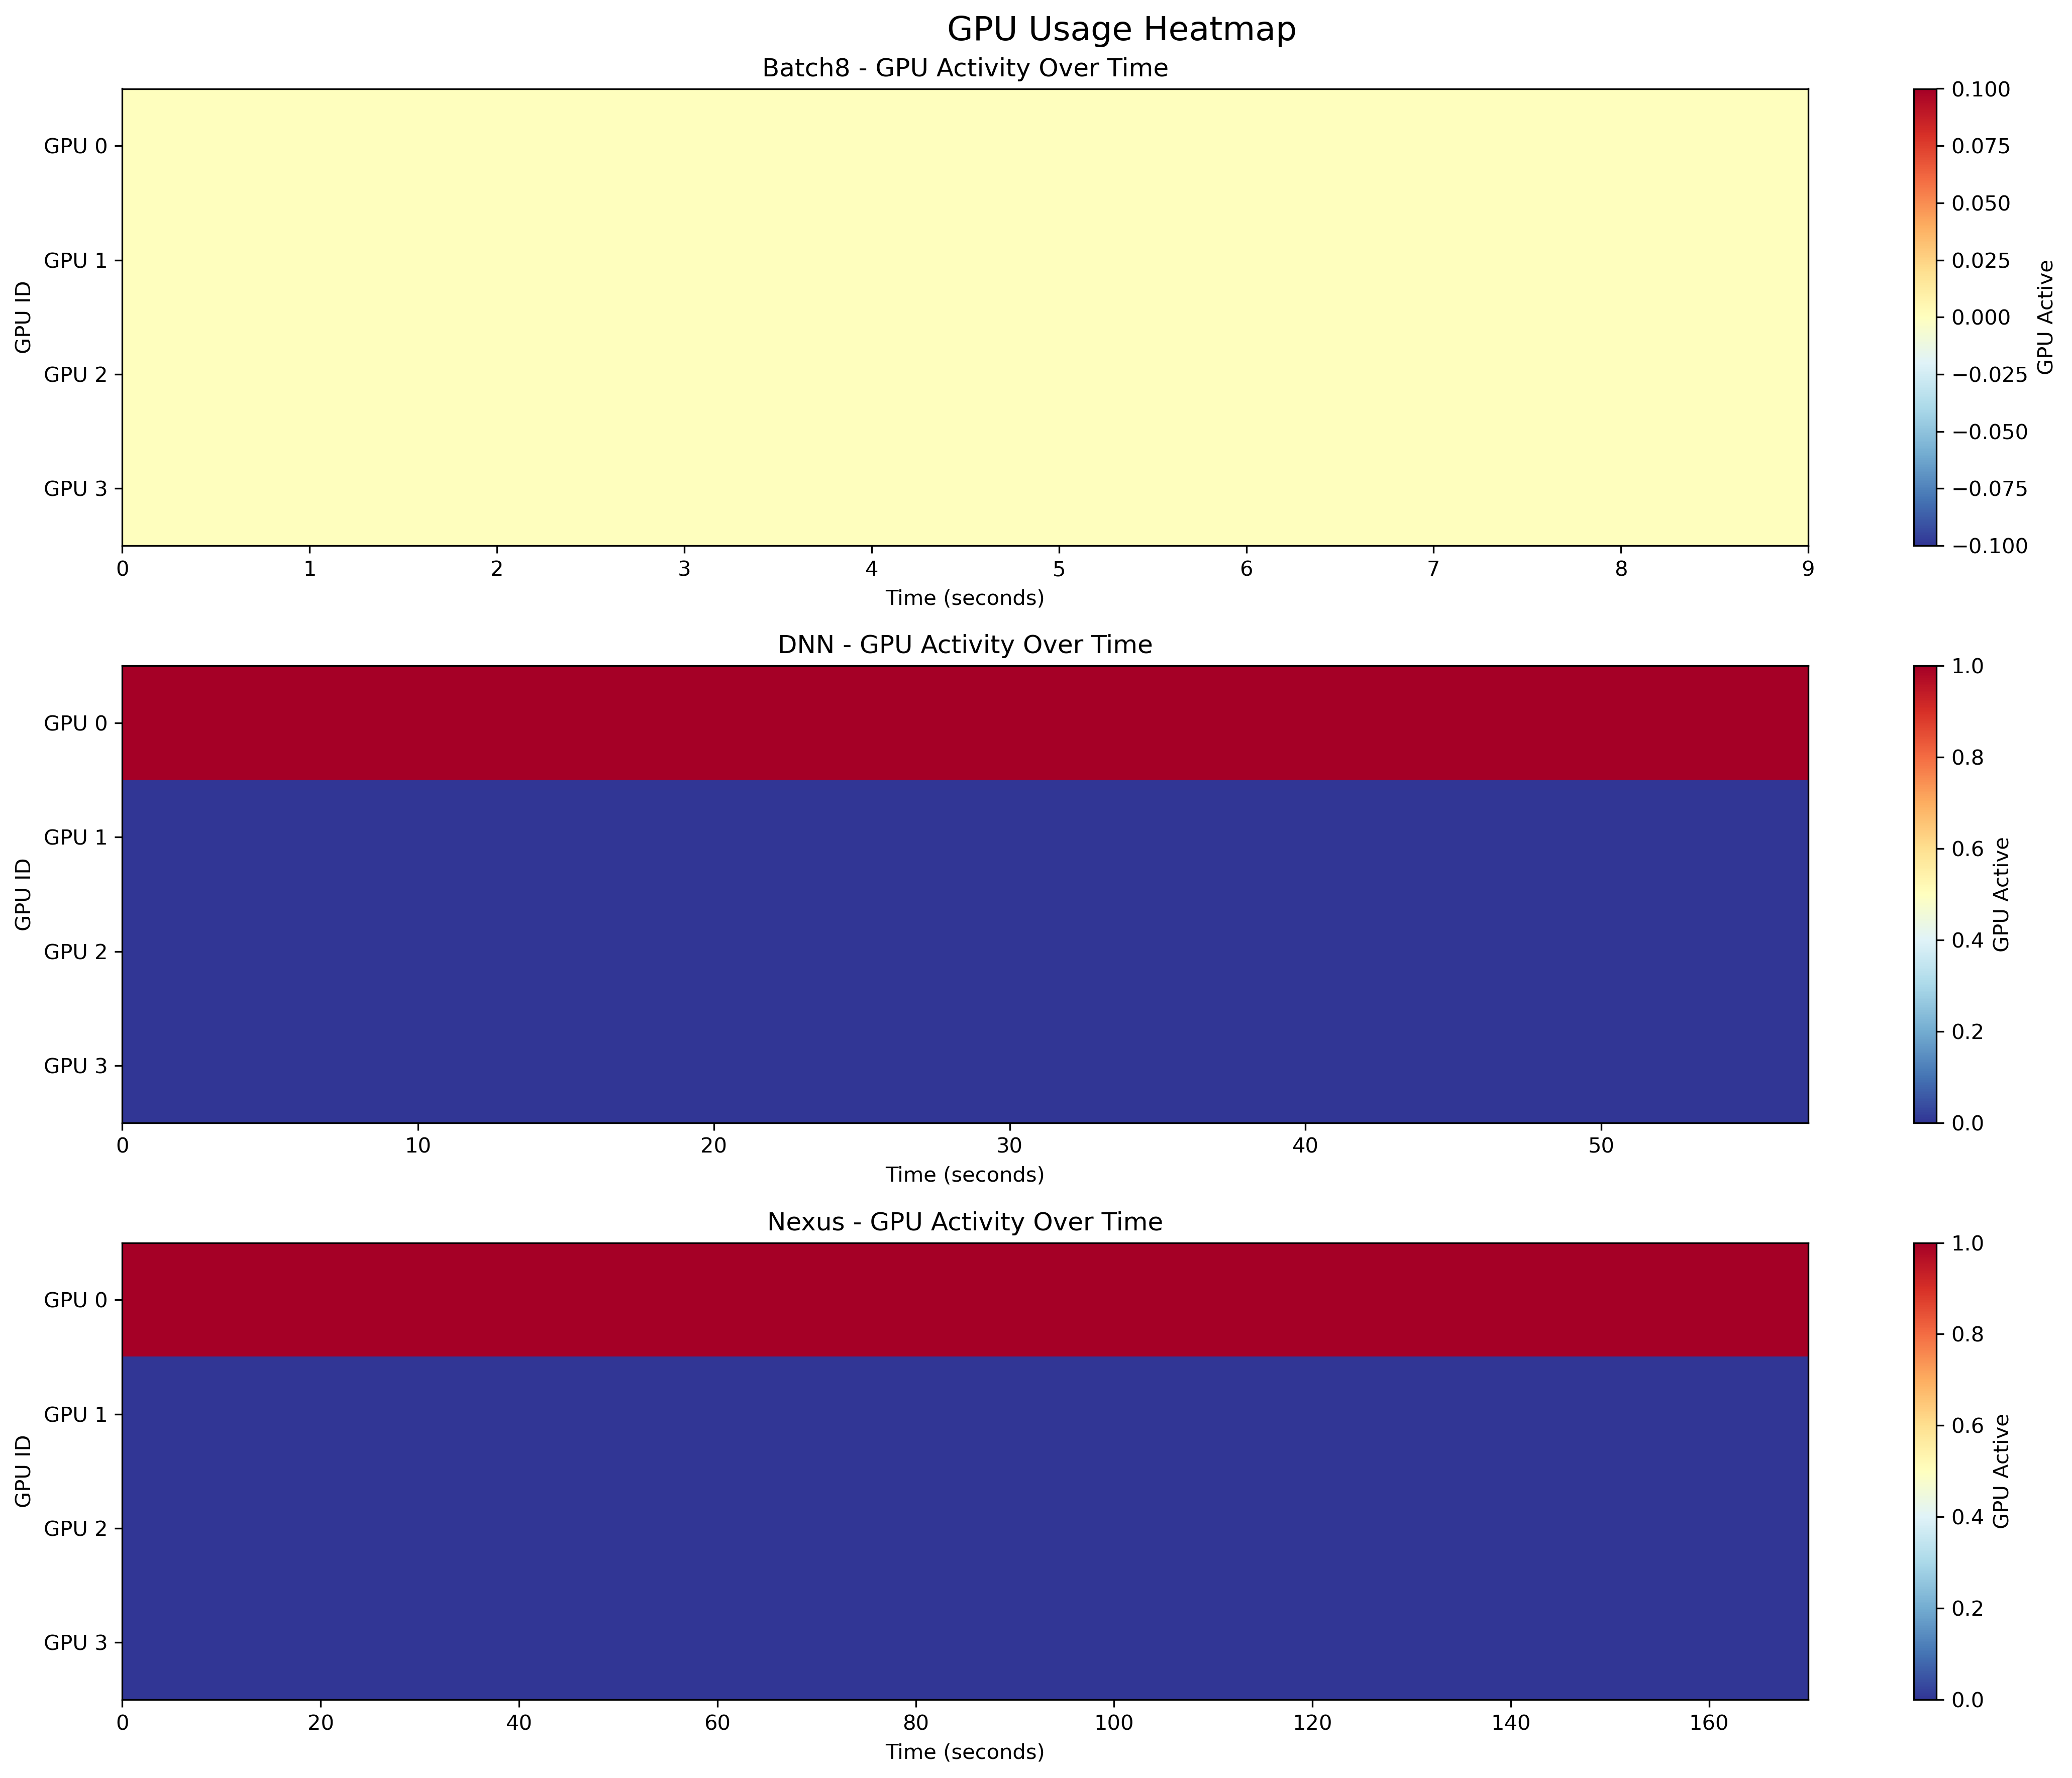 GPU Usage Heatmap
Batch8 - GPU Activity Over Time
GPU ID
GPU 0
GPU 1
GPU 2
GPU 3
0 1 2 3 4 5 6 7 8 9
Time (seconds)
0.100
0.075
0.050
0.025
0.000
−0.025
−0.050
−0.075
−0.100
GPU Active
DNN - GPU Activity Over Time
GPU ID
GPU 0
GPU 1
GPU 2
GPU 3
0 10 20 30 40 50
Time (seconds)
1.0
0.8
0.6
0.4
0.2
0.0
GPU Active
Nexus - GPU Activity Over Time
GPU ID
GPU 0
GPU 1
GPU 2
GPU 3
0 20 40 60 80 100 120 140 160
Time (seconds)
1.0
0.8
0.6
0.4
0.2
0.0
GPU Active